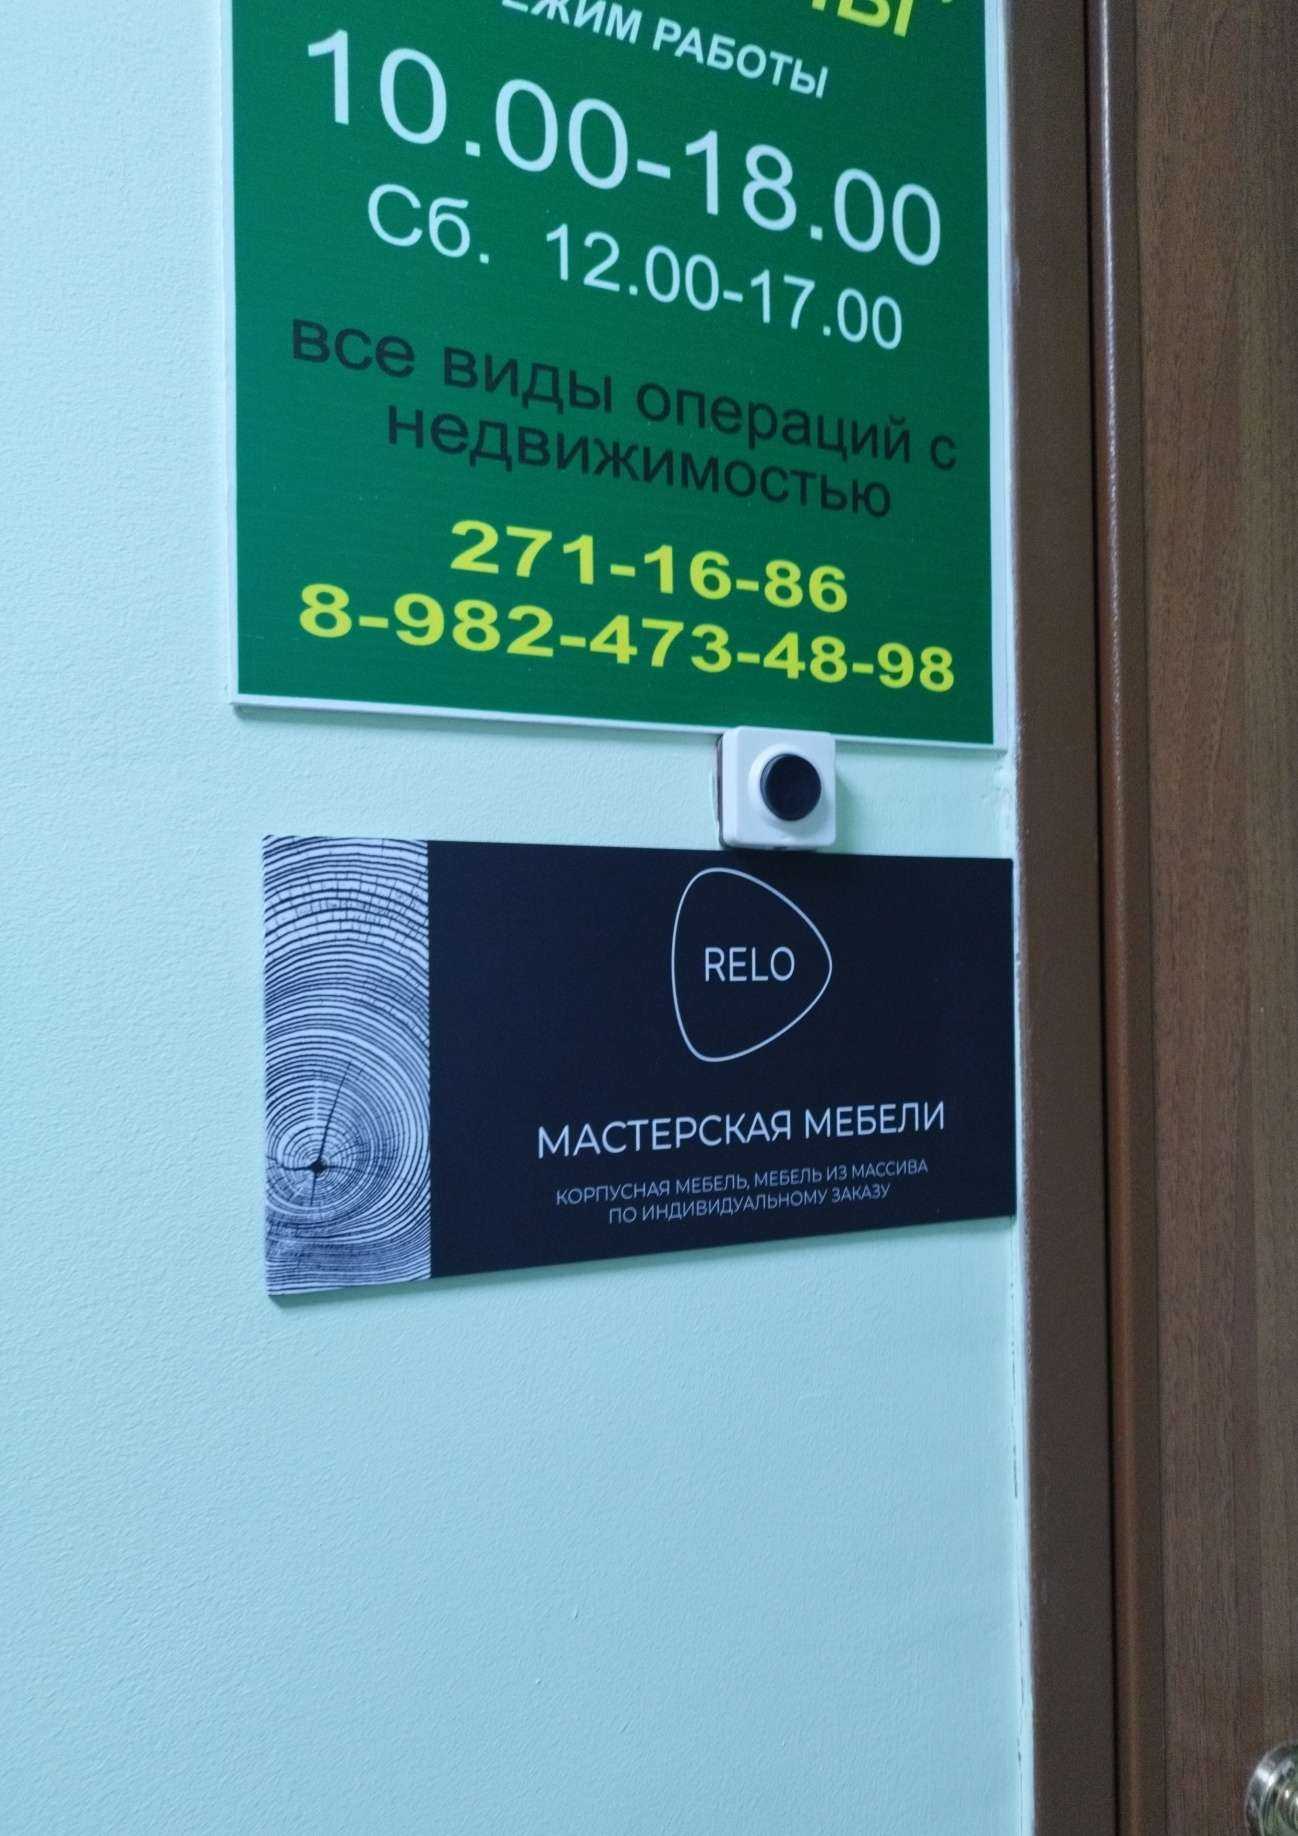 РЕЖИМ РАБОТЫ
10.00-18.00
Сб. 12.00-17.00
все виды операций с
недвижимостью
271-16-86
8-982-473-48-98
RELO
МАСТЕРСКАЯ МЕБЕЛИ
КОРПУСНАЯ МЕБЕЛЬ, МЕБЕЛЬ ИЗ МАССИВА
ПО ИНДИВИДУАЛЬНОМУ ЗАКАЗУ